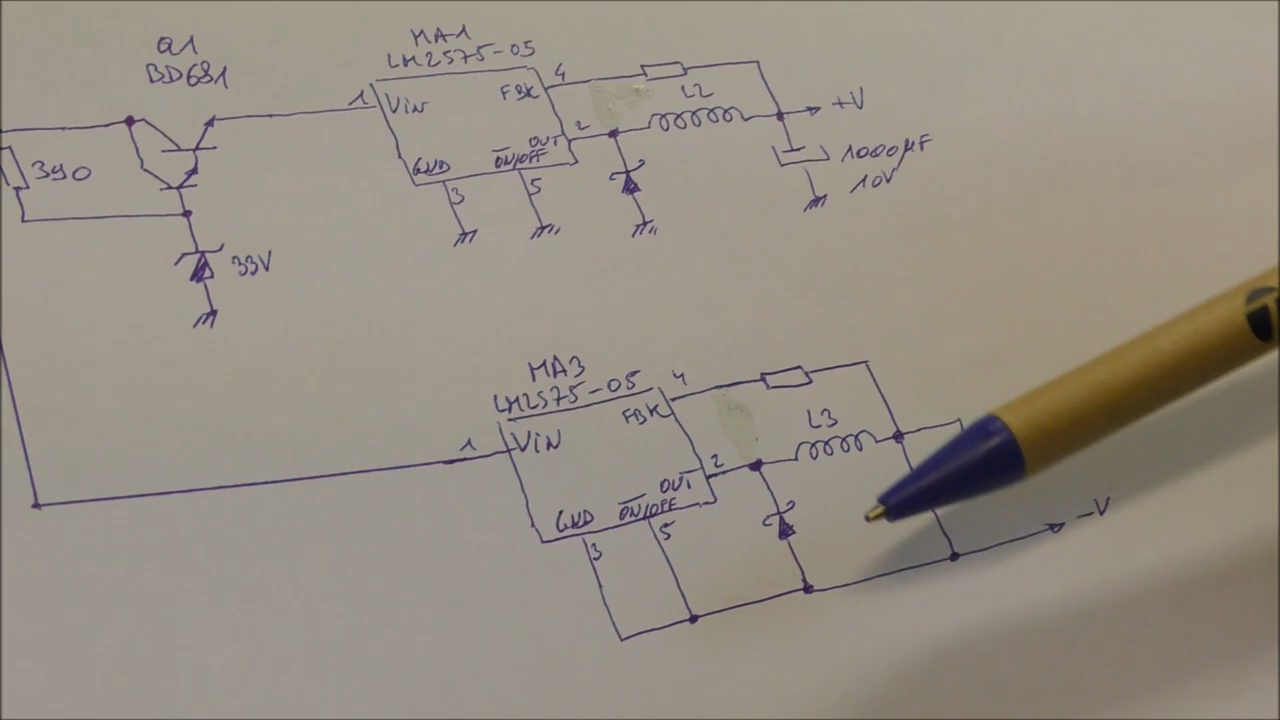 Q1
BD681
MA1
LM2575-05
1
VIN
FBK
4
L2
+V
OUT
2
GND
ON/OFF
3
5
1000µF
10V
390
33V
MA3
LM2575-05
1
VIN
FBK
4
L3
OUT
2
GND
ON/OFF
3
5
-V